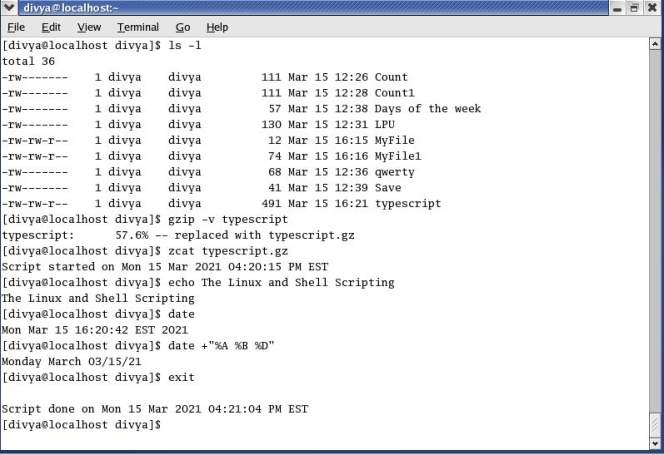 divya@localhost:~
File Edit View Terminal Go Help
[divya@localhost divya]$ ls -l
total 36
-rw------- 1 divya divya 111 Mar 15 12:26 Count
-rw------- 1 divya divya 111 Mar 15 12:28 Count1
-rw------- 1 divya divya 57 Mar 15 12:38 Days of the week
-rw------- 1 divya divya 130 Mar 15 12:31 LPU
-rw-rw-r-- 1 divya divya 12 Mar 15 16:15 MyFile
-rw-rw-r-- 1 divya divya 74 Mar 15 16:16 MyFile1
-rw------- 1 divya divya 68 Mar 15 12:36 qwerty
-rw------- 1 divya divya 41 Mar 15 12:39 Save
-rw-rw-r-- 1 divya divya 491 Mar 15 16:21 typescript
[divya@localhost divya]$ gzip -v typescript
typescript: 57.6% -- replaced with typescript.gz
[divya@localhost divya]$ zcat typescript.gz
Script started on Mon 15 Mar 2021 04:20:15 PM EST
[divya@localhost divya]$ echo The Linux and Shell Scripting
The Linux and Shell Scripting
[divya@localhost divya]$ date
Mon Mar 15 16:20:42 EST 2021
[divya@localhost divya]$ date +"%A %B %D"
Monday March 03/15/21
[divya@localhost divya]$ exit
Script done on Mon 15 Mar 2021 04:21:04 PM EST
[divya@localhost divya]$